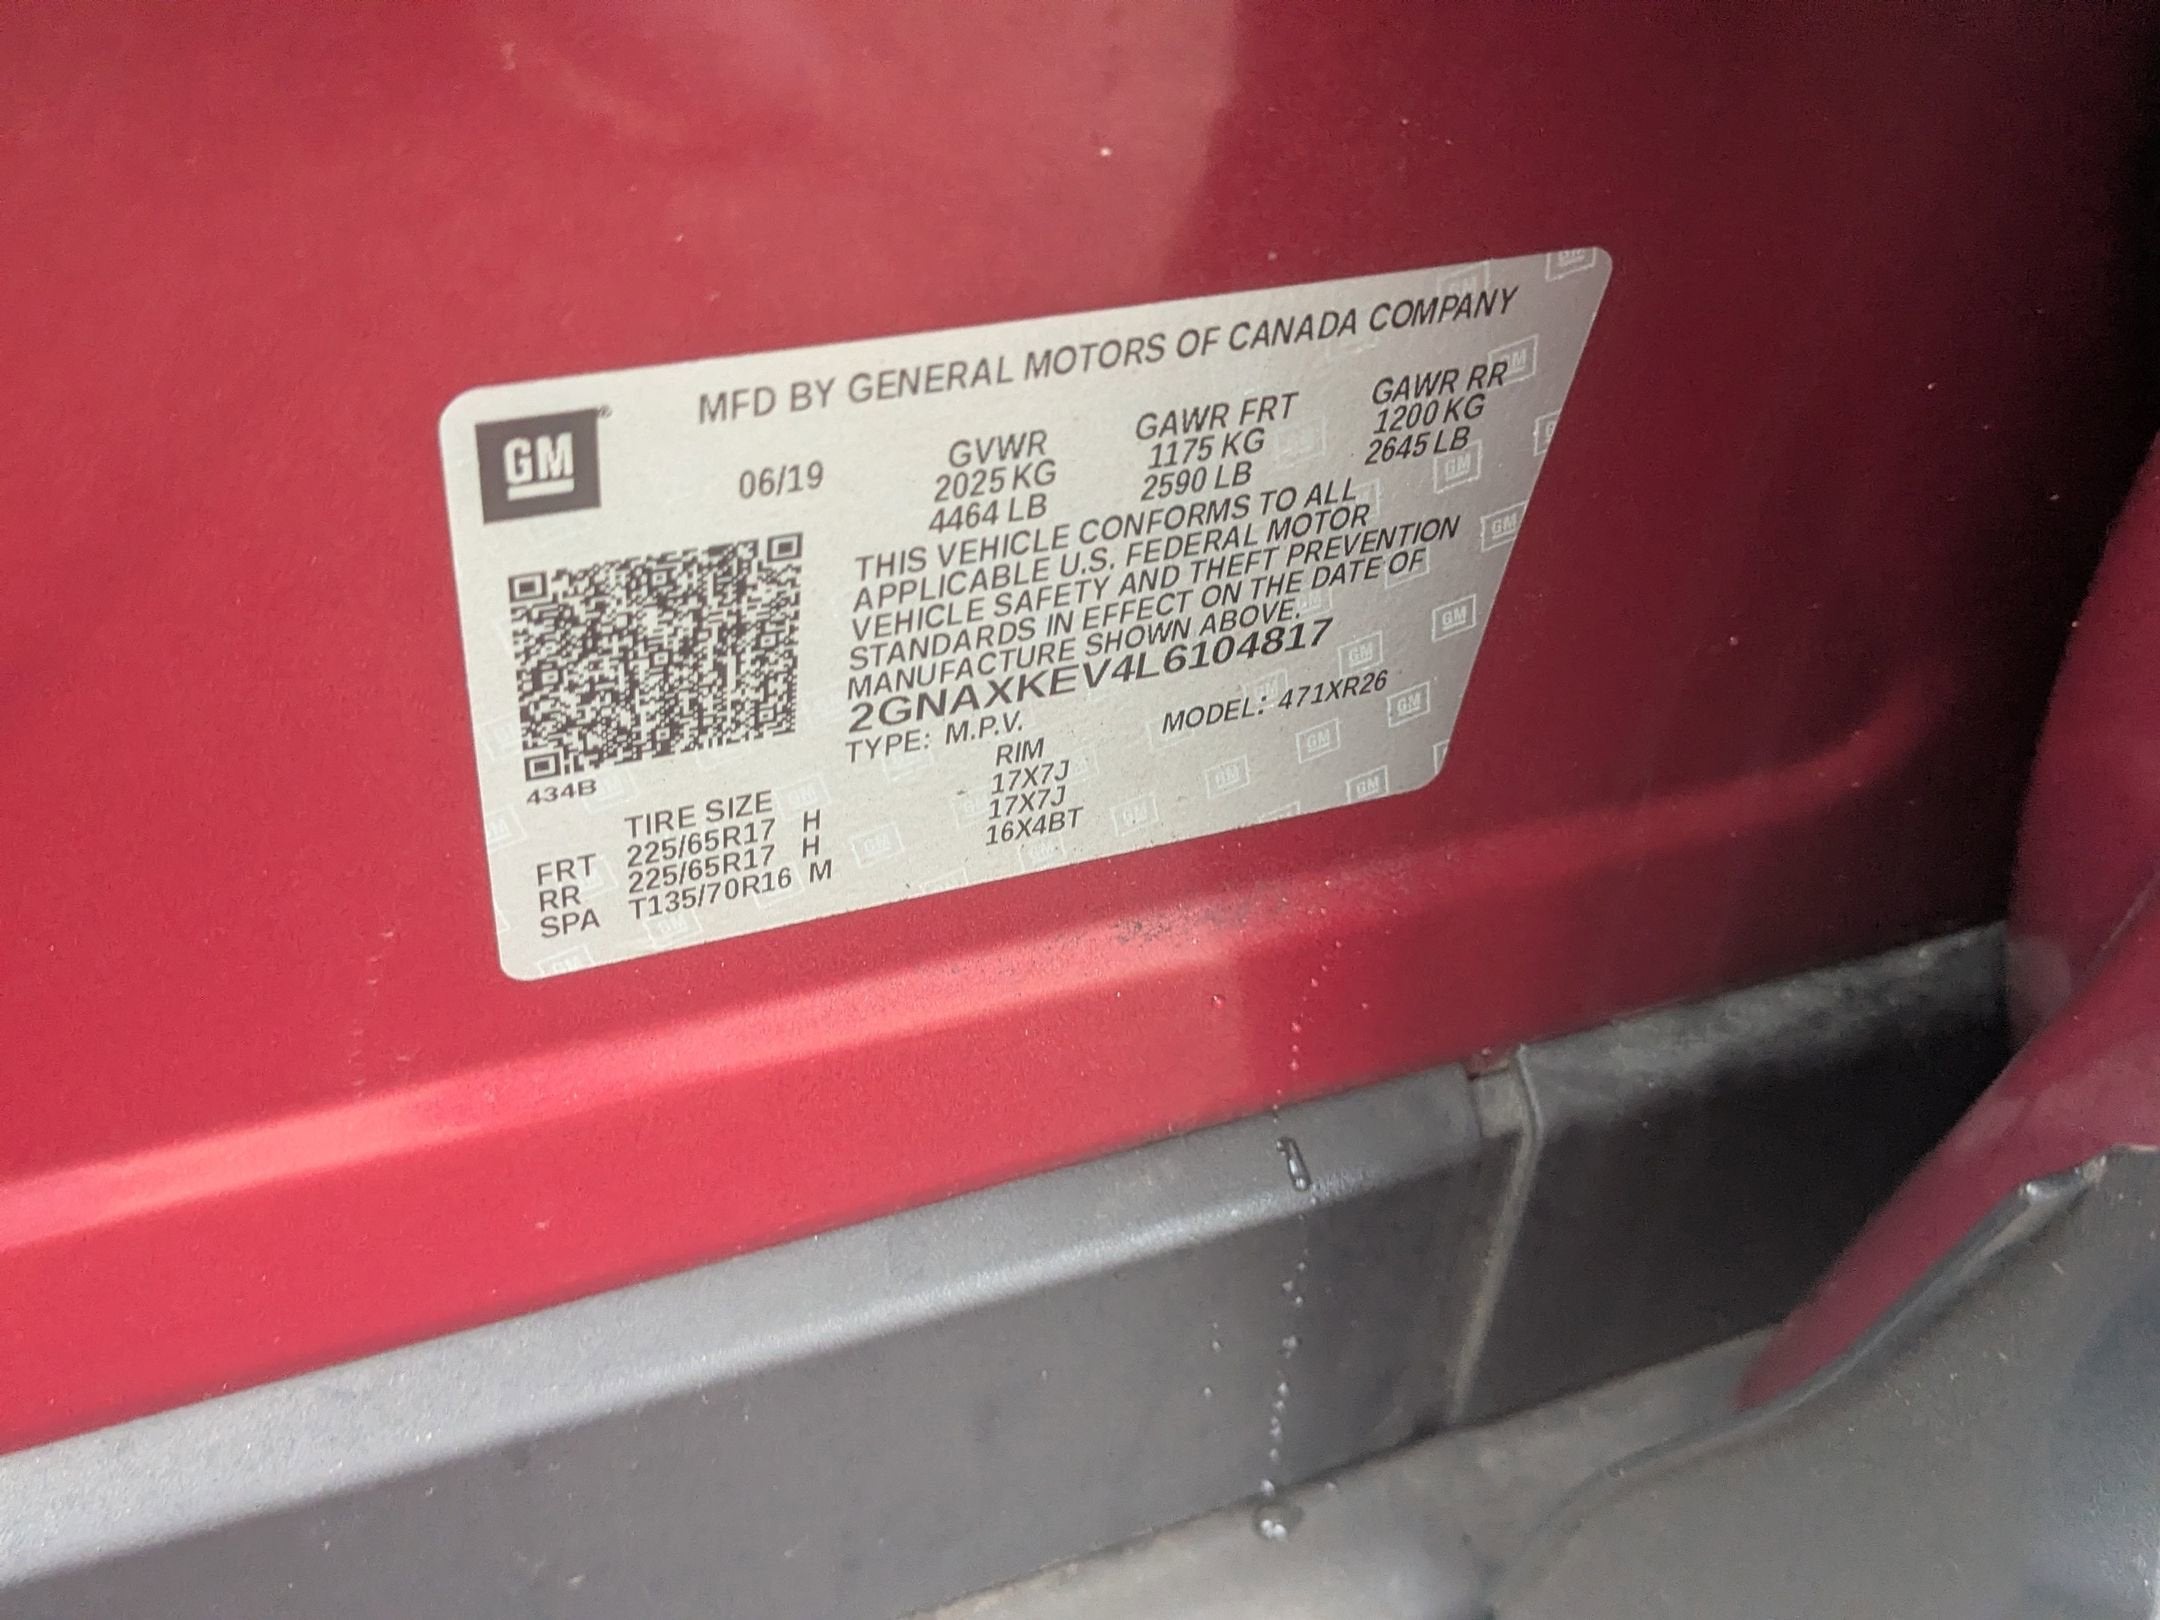 MFD BY GENERAL MOTORS OF CANADA COMPANY
GM
06/19
GVWR
2025 KG
4464 LB
GAWR FRT
1175 KG
2590 LB
GAWR RR
1200 KG
2645 LB
THIS VEHICLE CONFORMS TO ALL
APPLICABLE U.S. FEDERAL MOTOR
VEHICLE SAFETY AND THEFT PREVENTION
STANDARDS IN EFFECT ON THE DATE OF
MANUFACTURE SHOWN ABOVE.
2GNAXKEV4L6104817
TYPE: M.P.V. MODEL: 471XR26
434B
TIRE SIZE RIM
FRT 225/65R17 H 17X7J
RR 225/65R17 H 17X7J
SPA T135/70R16 M 16X4BT